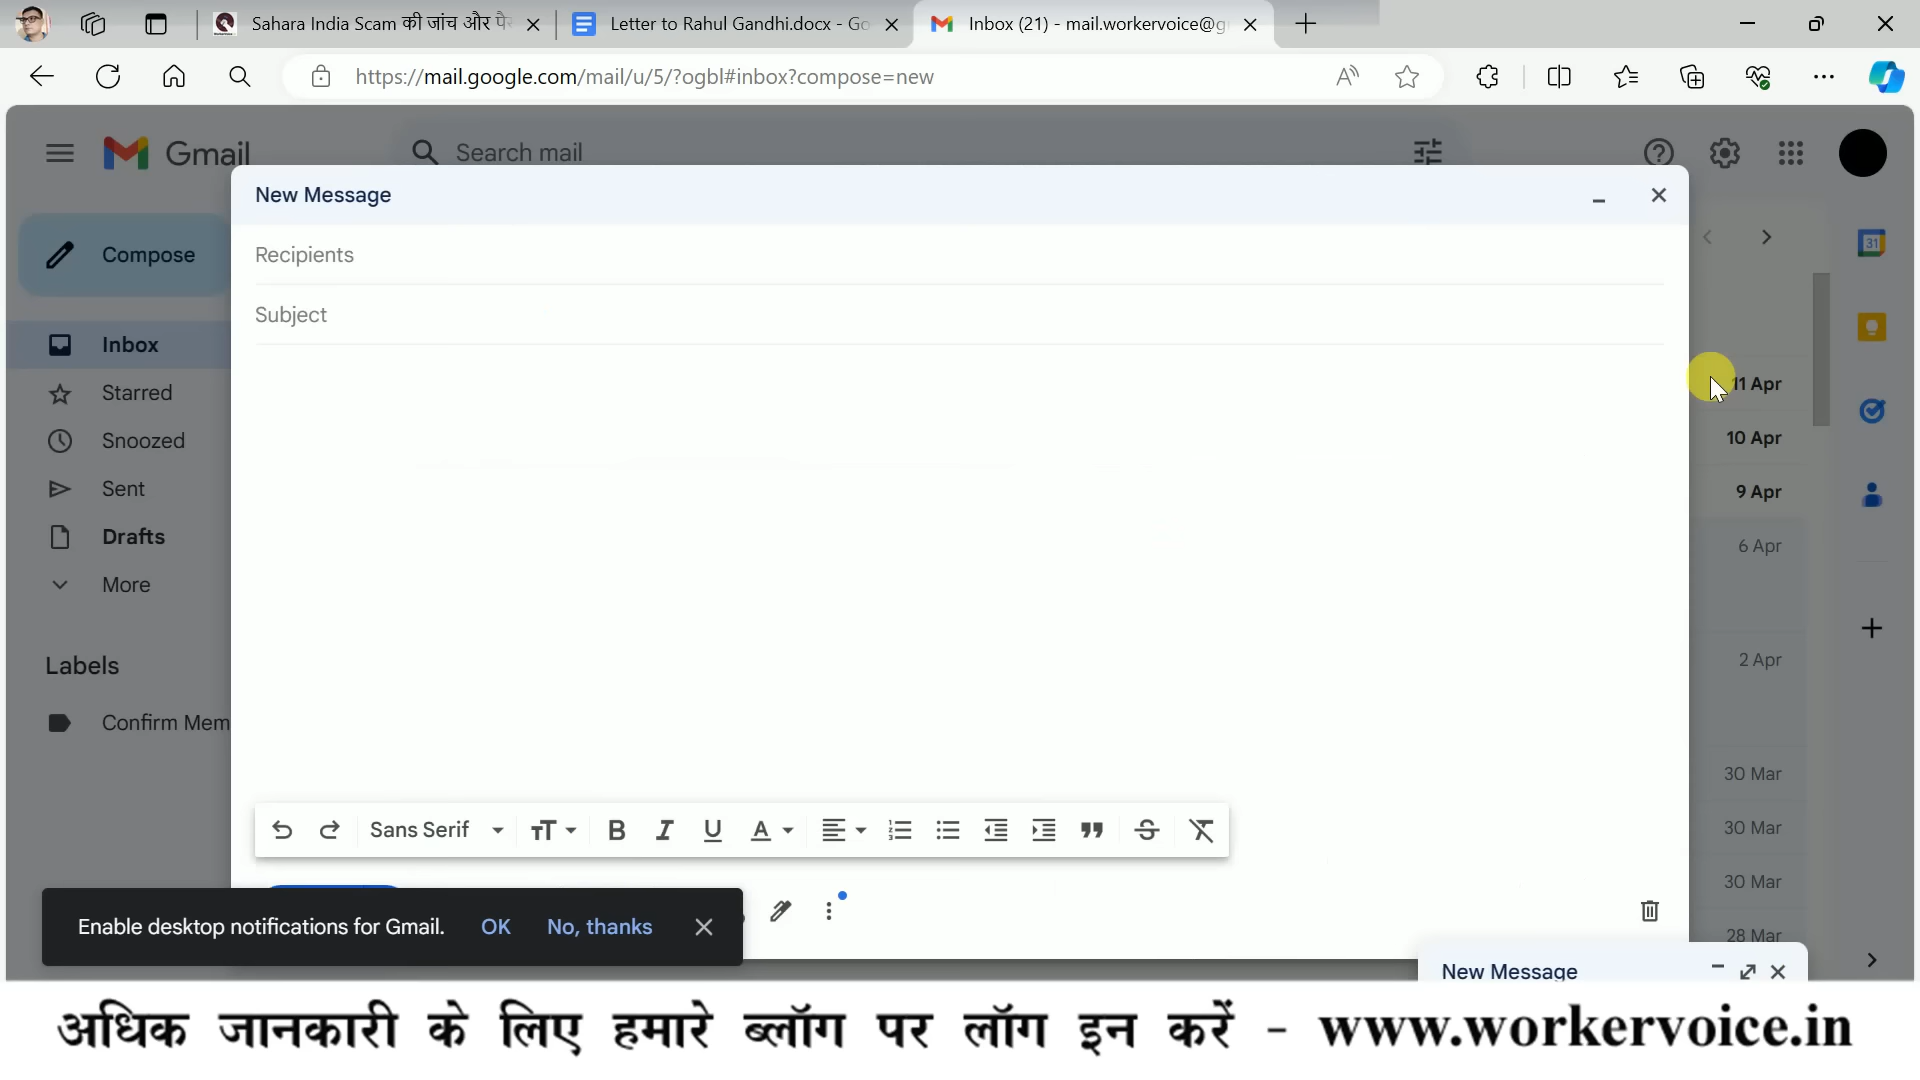 Sahara India Scam की जांच और
Letter to Rahul Gandhi.docx - Go
Inbox (21) - mail.workervoice@g
https://mail.google.com/mail/u/5/?ogbl#inbox?compose=new
Gmail
Search mail
New Message
Recipients
Subject
Compose
Inbox
Starred
Snoozed
Sent
Drafts
More
Labels
Confirm Mem
31
11 Apr
10 Apr
9 Apr
6 Apr
2 Apr
30 Mar
30 Mar
30 Mar
28 Mar
Sans Serif
Enable desktop notifications for Gmail. OK No, thanks
New Message
अधिक जानकारी के लिए हमारे ब्लॉग पर लॉग इन करें - www.workervoice.in